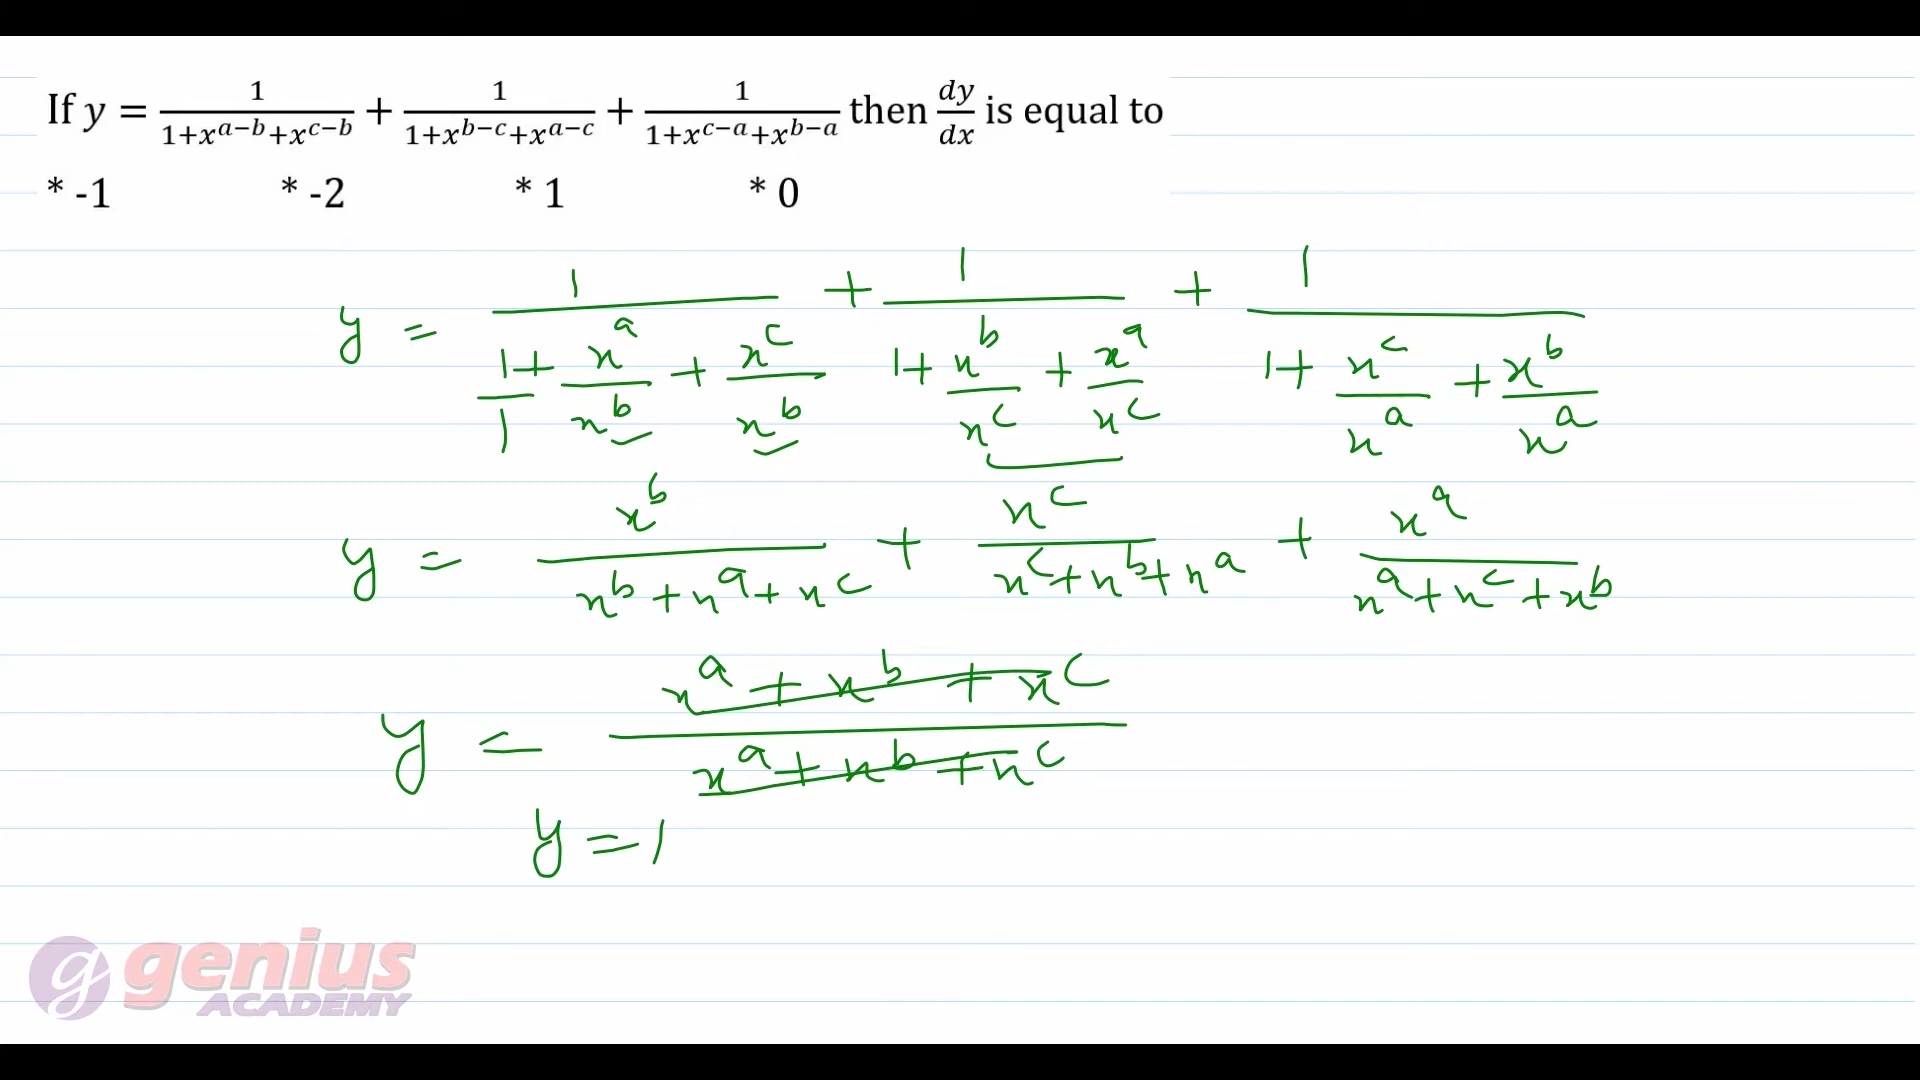 If y = 1/(1+x^{a−b}+x^{c−b}) + 1/(1+x^{b−c}+x^{a−c}) + 1/(1+x^{c−a}+x^{b−a}) then dy/dx is equal to
* -1 * -2 * 1 * 0
y = 1/(1/1 + x^a/x^b + x^c/x^b) + 1/(1 + x^b/x^c + x^a/x^c) + 1/(1 + x^c/x^a + x^b/x^a)
y = x^b/(x^b + x^a + x^c) + x^c/(x^c + x^b + x^a) + x^a/(x^a + x^c + x^b)
y = (x^a + x^b + x^c)/(x^a + x^b + x^c)
y = 1
g genius
ACADEMY